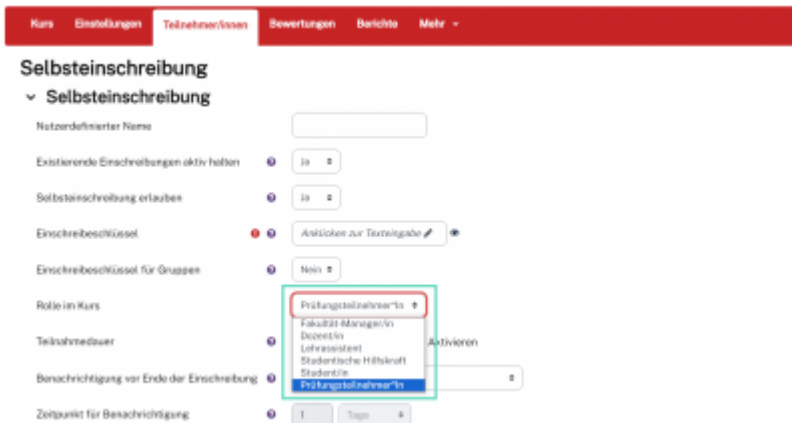 Kurs Einstellungen Teilnehmer/innen Bewertungen Berichte Mehr
Selbsteinschreibung
Selbsteinschreibung
Nutzerdefinierter Name
Existierende Einschreibungen aktiv halten Ja
Selbsteinschreibung erlauben Ja
Einschreibeschlüssel Anklicken zur Texteingabe
Einschreibeschlüssel für Gruppen Nein
Rolle im Kurs Prüfungsteilnehmer*In
Fakultät-Manager/in
Dozent/in
Lehrassistent
Teilnahmedauer Aktivieren
Studentische Hilfskraft
Student/in
Prüfungsteilnehmer*In
Benachrichtigung vor Ende der Einschreibung
Zeitpunkt für Benachrichtigung 1 Tage